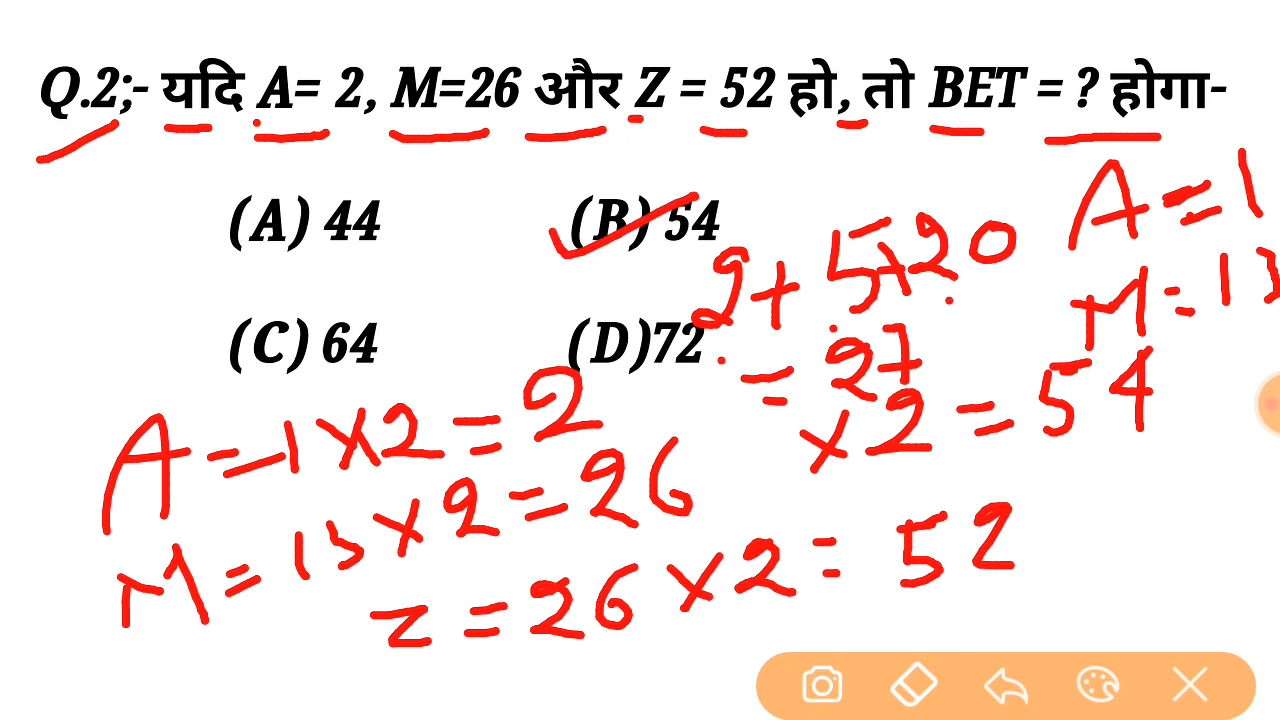 Q.2;- यदि A= 2, M=26 और Z = 52 हो, तो BET = ? होगा-
(A) 44 (B) 54
(C) 64 (D)72
A=1
M=13
2+5+20
=27
×2=54
A=1×2=2
M=13×2=26
Z=26×2=52